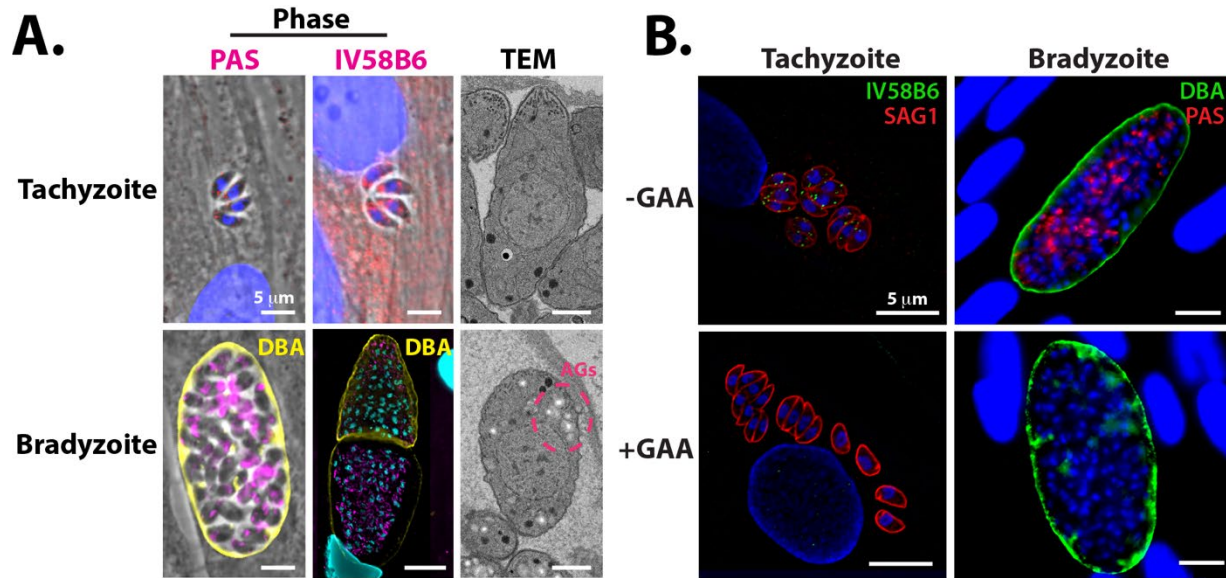 A.
Phase
PAS
IV58B6
TEM
Tachyzoite
5 μm
Bradyzoite
DBA
DBA
AGs
B.
Tachyzoite
Bradyzoite
-GAA
IV58B6
SAG1
5 μm
DBA
PAS
+GAA